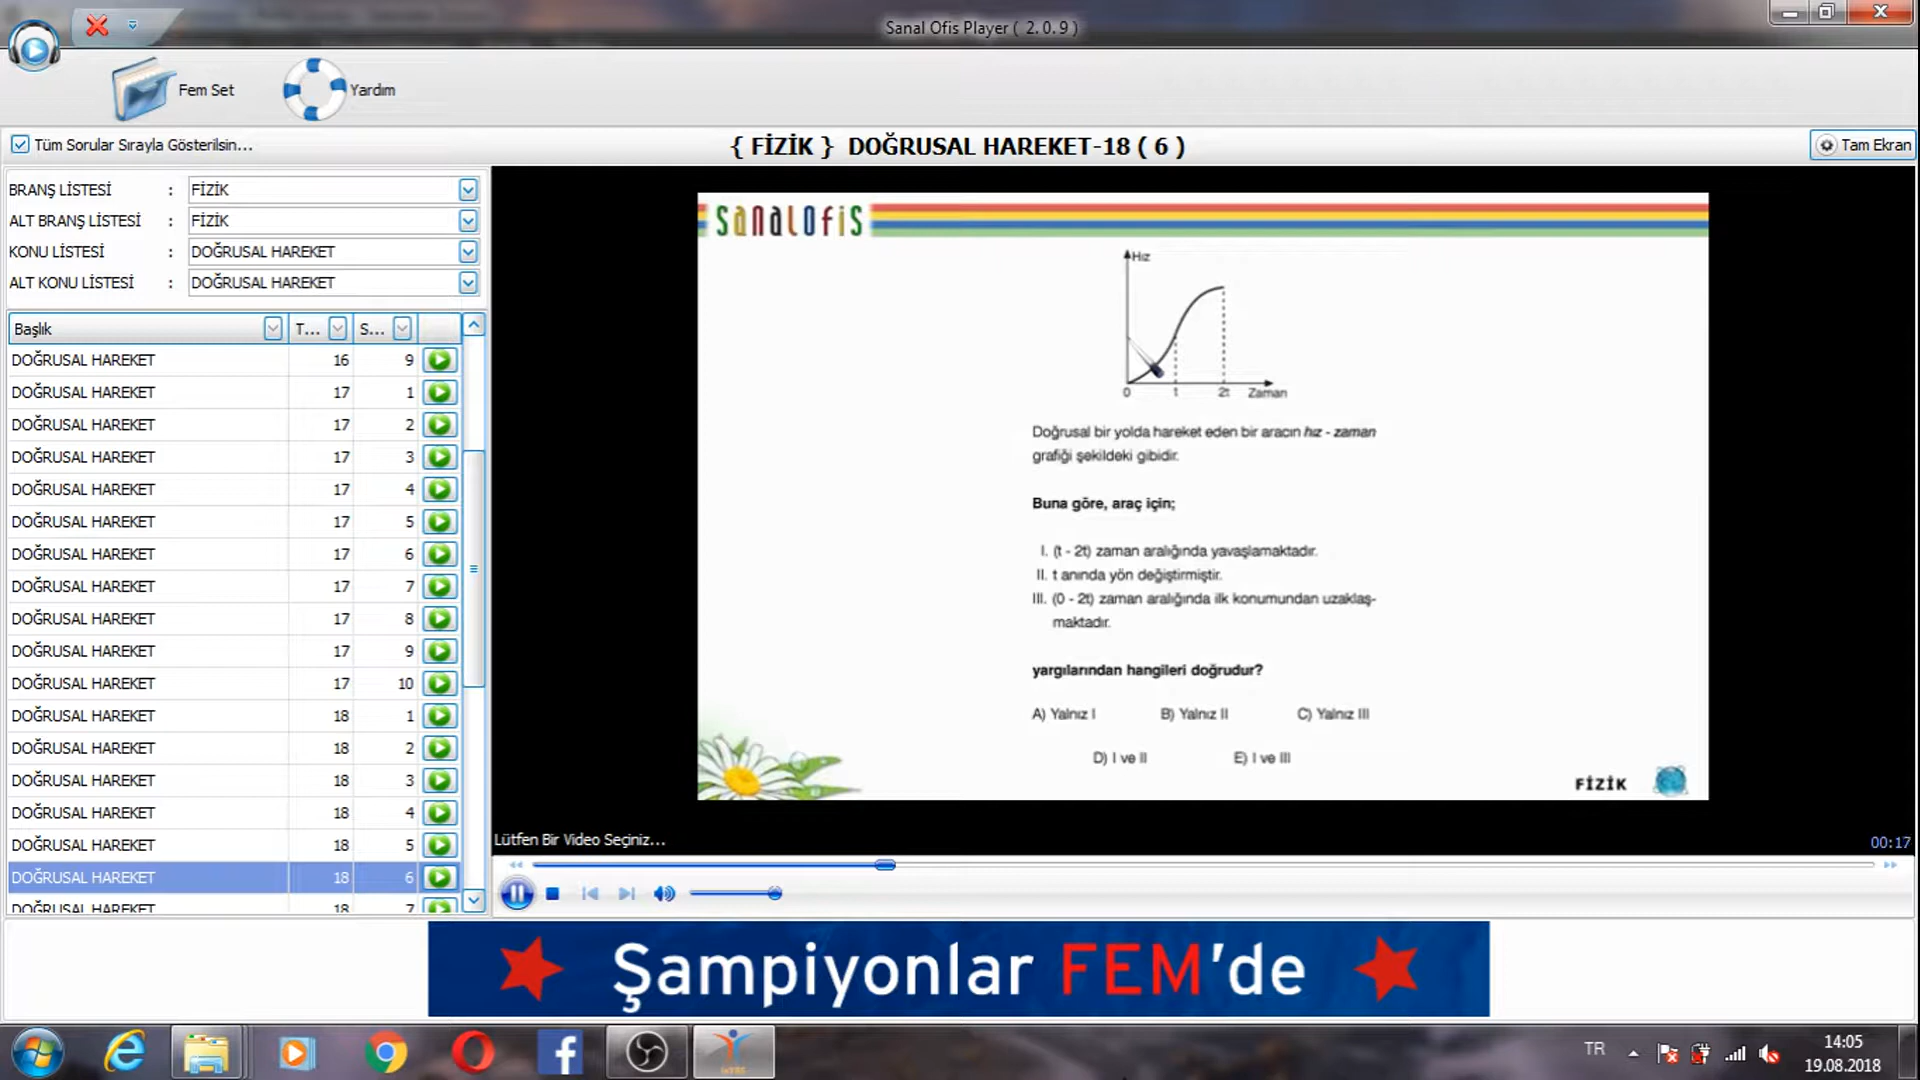 Sanal Ofis Player ( 2.0.9 )
Fem Set
Yardım
Tüm Sorular Sırayla Gösterilsin...
{ FİZİK } DOĞRUSAL HAREKET-18 ( 6 )
Tam Ekran
BRANŞ LİSTESİ : FİZİK
ALT BRANŞ LİSTESİ : FİZİK
KONU LİSTESİ : DOĞRUSAL HAREKET
ALT KONU LİSTESİ : DOĞRUSAL HAREKET
Başlık T... S...
DOĞRUSAL HAREKET 16 9
DOĞRUSAL HAREKET 17 1
DOĞRUSAL HAREKET 17 2
DOĞRUSAL HAREKET 17 3
DOĞRUSAL HAREKET 17 4
DOĞRUSAL HAREKET 17 5
DOĞRUSAL HAREKET 17 6
DOĞRUSAL HAREKET 17 7
DOĞRUSAL HAREKET 17 8
DOĞRUSAL HAREKET 17 9
DOĞRUSAL HAREKET 17 10
DOĞRUSAL HAREKET 18 1
DOĞRUSAL HAREKET 18 2
DOĞRUSAL HAREKET 18 3
DOĞRUSAL HAREKET 18 4
DOĞRUSAL HAREKET 18 5
DOĞRUSAL HAREKET 18 6
DOĞRUSAL HAREKET 18 7
SANALOFİS
Hız
0 t 2t Zaman
Doğrusal bir yolda hareket eden bir aracın hız - zaman
grafiği şekildeki gibidir.
Buna göre, araç için;
I. (t - 2t) zaman aralığında yavaşlamaktadır.
II. t anında yön değiştirmiştir.
III. (0 - 2t) zaman aralığında ilk konumundan uzaklaş-
maktadır.
yargılarından hangileri doğrudur?
A) Yalnız I B) Yalnız II C) Yalnız III
D) I ve II E) I ve III
FİZİK
Lütfen Bir Video Seçiniz...
00:17
Şampiyonlar FEM'de
TR
14:05
19.08.2018